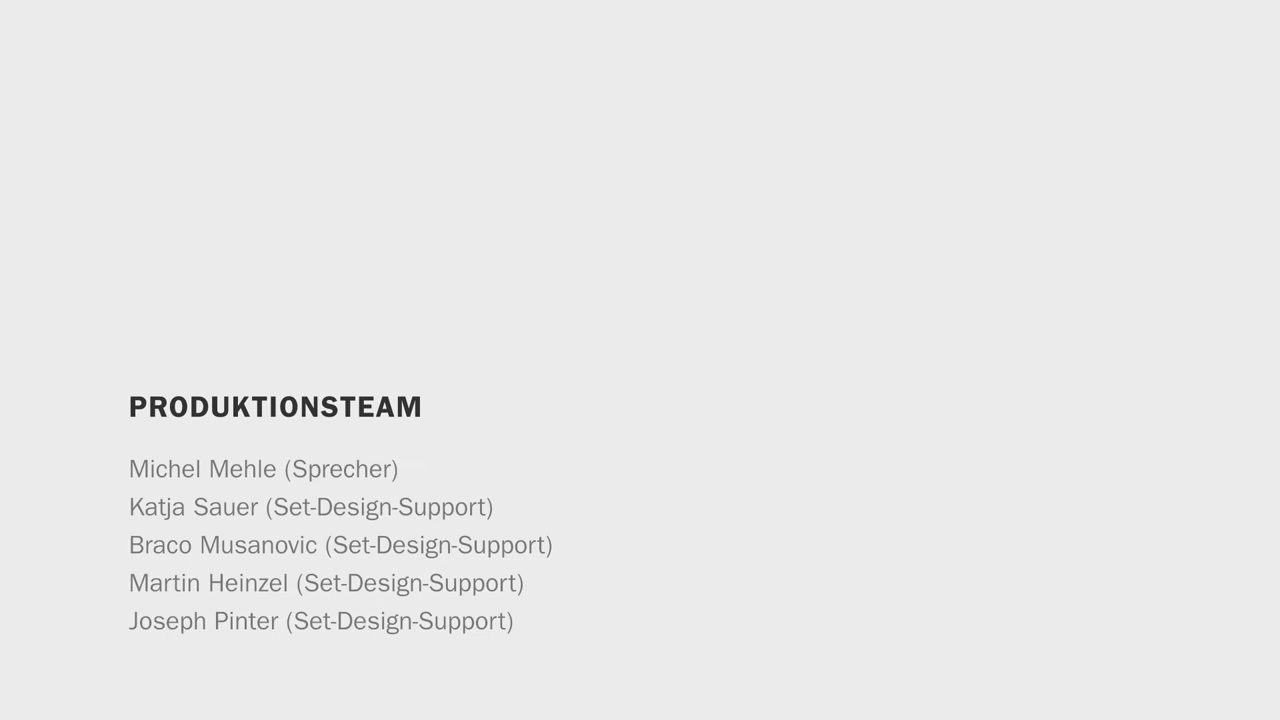 PRODUKTIONSTEAM
Michel Mehle (Sprecher)
Katja Sauer (Set-Design-Support)
Braco Musanovic (Set-Design-Support)
Martin Heinzel (Set-Design-Support)
Joseph Pinter (Set-Design-Support)